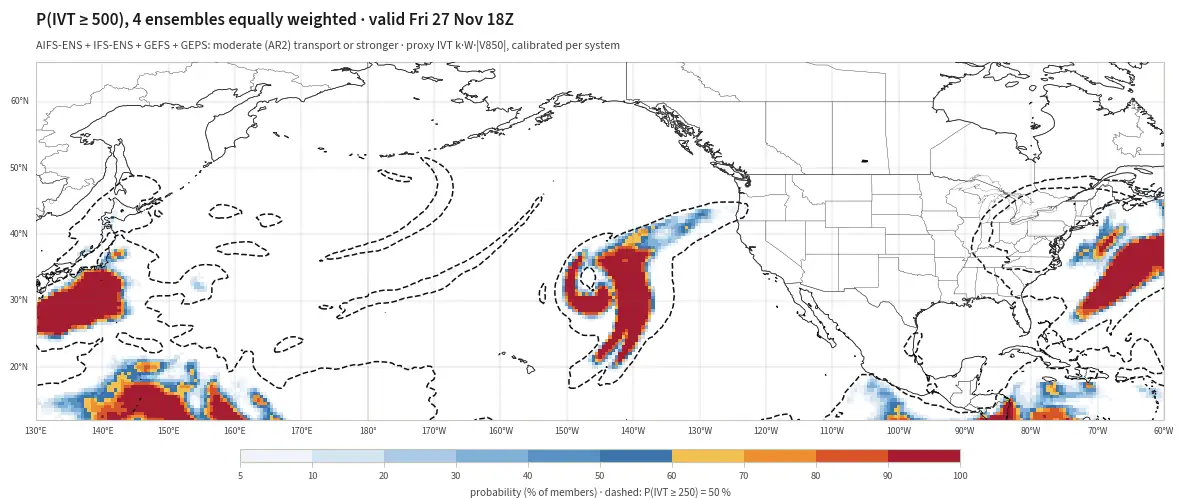 P(IVT ≥ 500), 4 ensembles equally weighted · valid Fri 27 Nov 18Z
AIFS-ENS + IFS-ENS + GEFS + GEPS: moderate (AR2) transport or stronger · proxy IVT k·W·|V850|, calibrated per system
60°N
50°N
40°N
30°N
20°N
130°E 140°E 150°E 160°E 170°E 180° 170°W 160°W 150°W 140°W 130°W 120°W 110°W 100°W 90°W 80°W 70°W 60°W
5 10 20 30 40 50 60 70 80 90 100
probability (% of members) · dashed: P(IVT ≥ 250) = 50 %